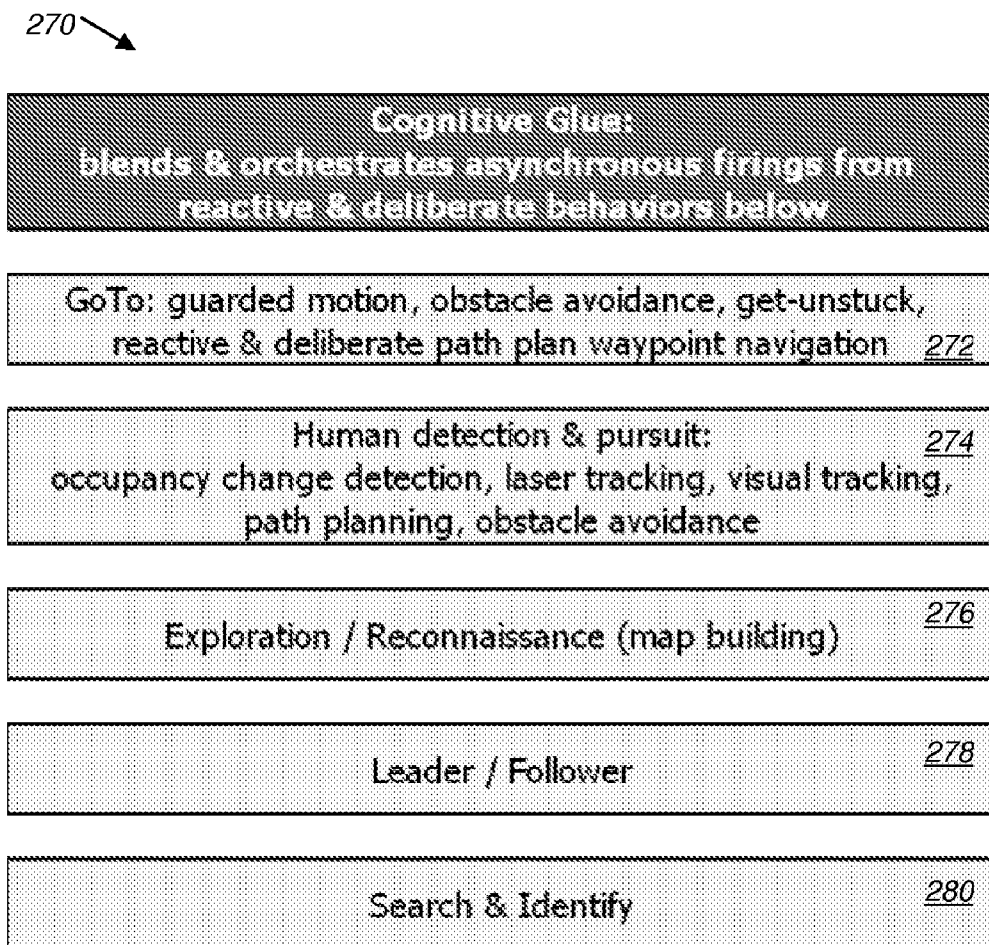 270
Cognitive Glue:
blends & orchestrates asynchronous firings from
reactive & deliberate behaviors below
GoTo: guarded motion, obstacle avoidance, get-unstuck,
reactive & deliberate path plan waypoint navigation 272
Human detection & pursuit: 274
occupancy change detection, laser tracking, visual tracking,
path planning, obstacle avoidance
Exploration / Reconnaissance (map building) 276
Leader / Follower 278
Search & Identify 280